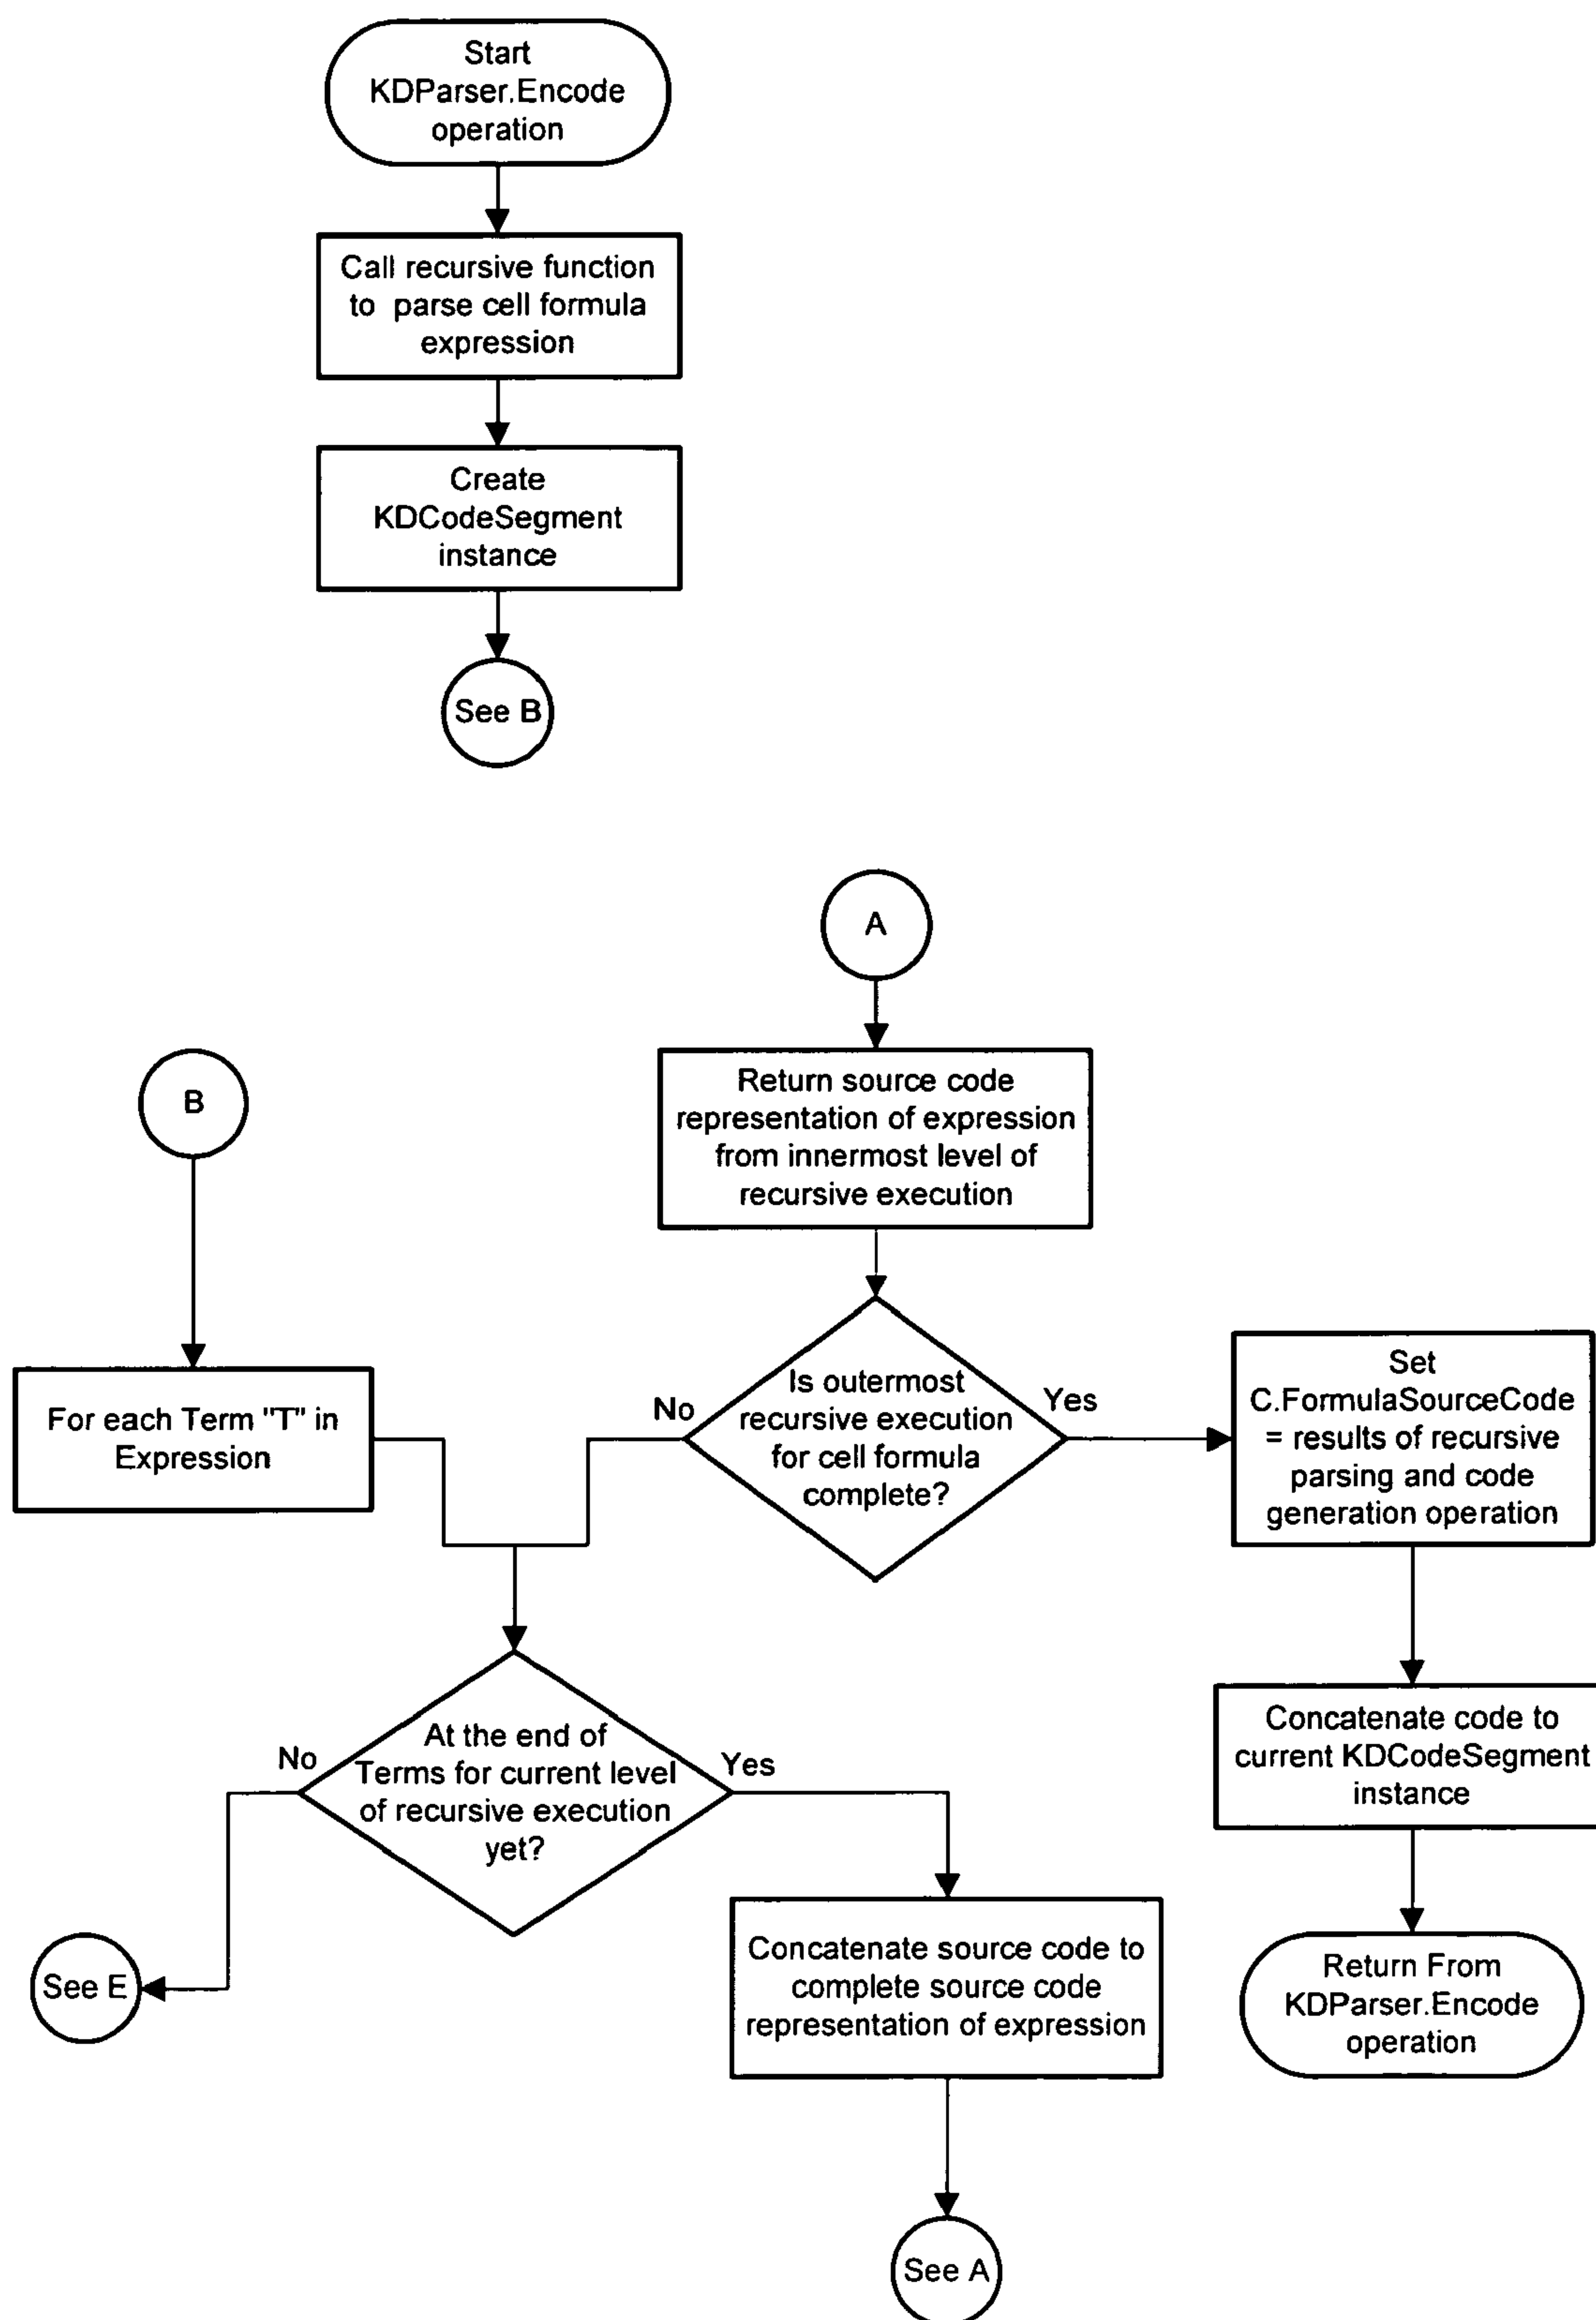 Start
KDParser.Encode
operation
Call recursive function
to parse cell formula
expression
Create
KDCodeSegment
instance
See B
A
Return source code
representation of expression
from innermost level of
recursive execution
B
For each Term "T" in
Expression
No
Is outermost
recursive execution
for cell formula
complete?
Yes
Set
C.FormulaSourceCode
= results of recursive
parsing and code
generation operation
No
At the end of
Terms for current level
of recursive execution
yet?
Yes
Concatenate code to
current KDCodeSegment
instance
See E
Concatenate source code to
complete source code
representation of expression
Return From
KDParser.Encode
operation
See A